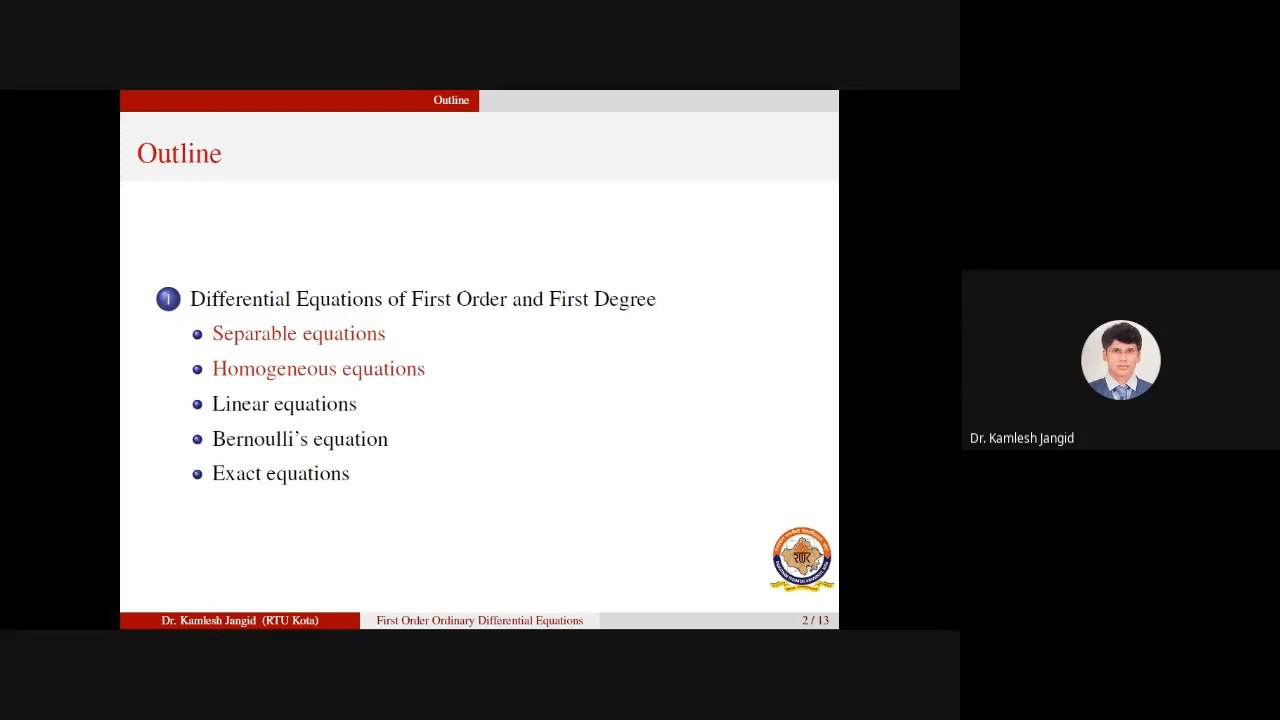 Outline
Outline
1 Differential Equations of First Order and First Degree
Separable equations
Homogeneous equations
Linear equations
Bernoulli's equation
Exact equations
Dr. Kamlesh Jangid (RTU Kota) First Order Ordinary Differential Equations 2 / 13
Dr. Kamlesh Jangid